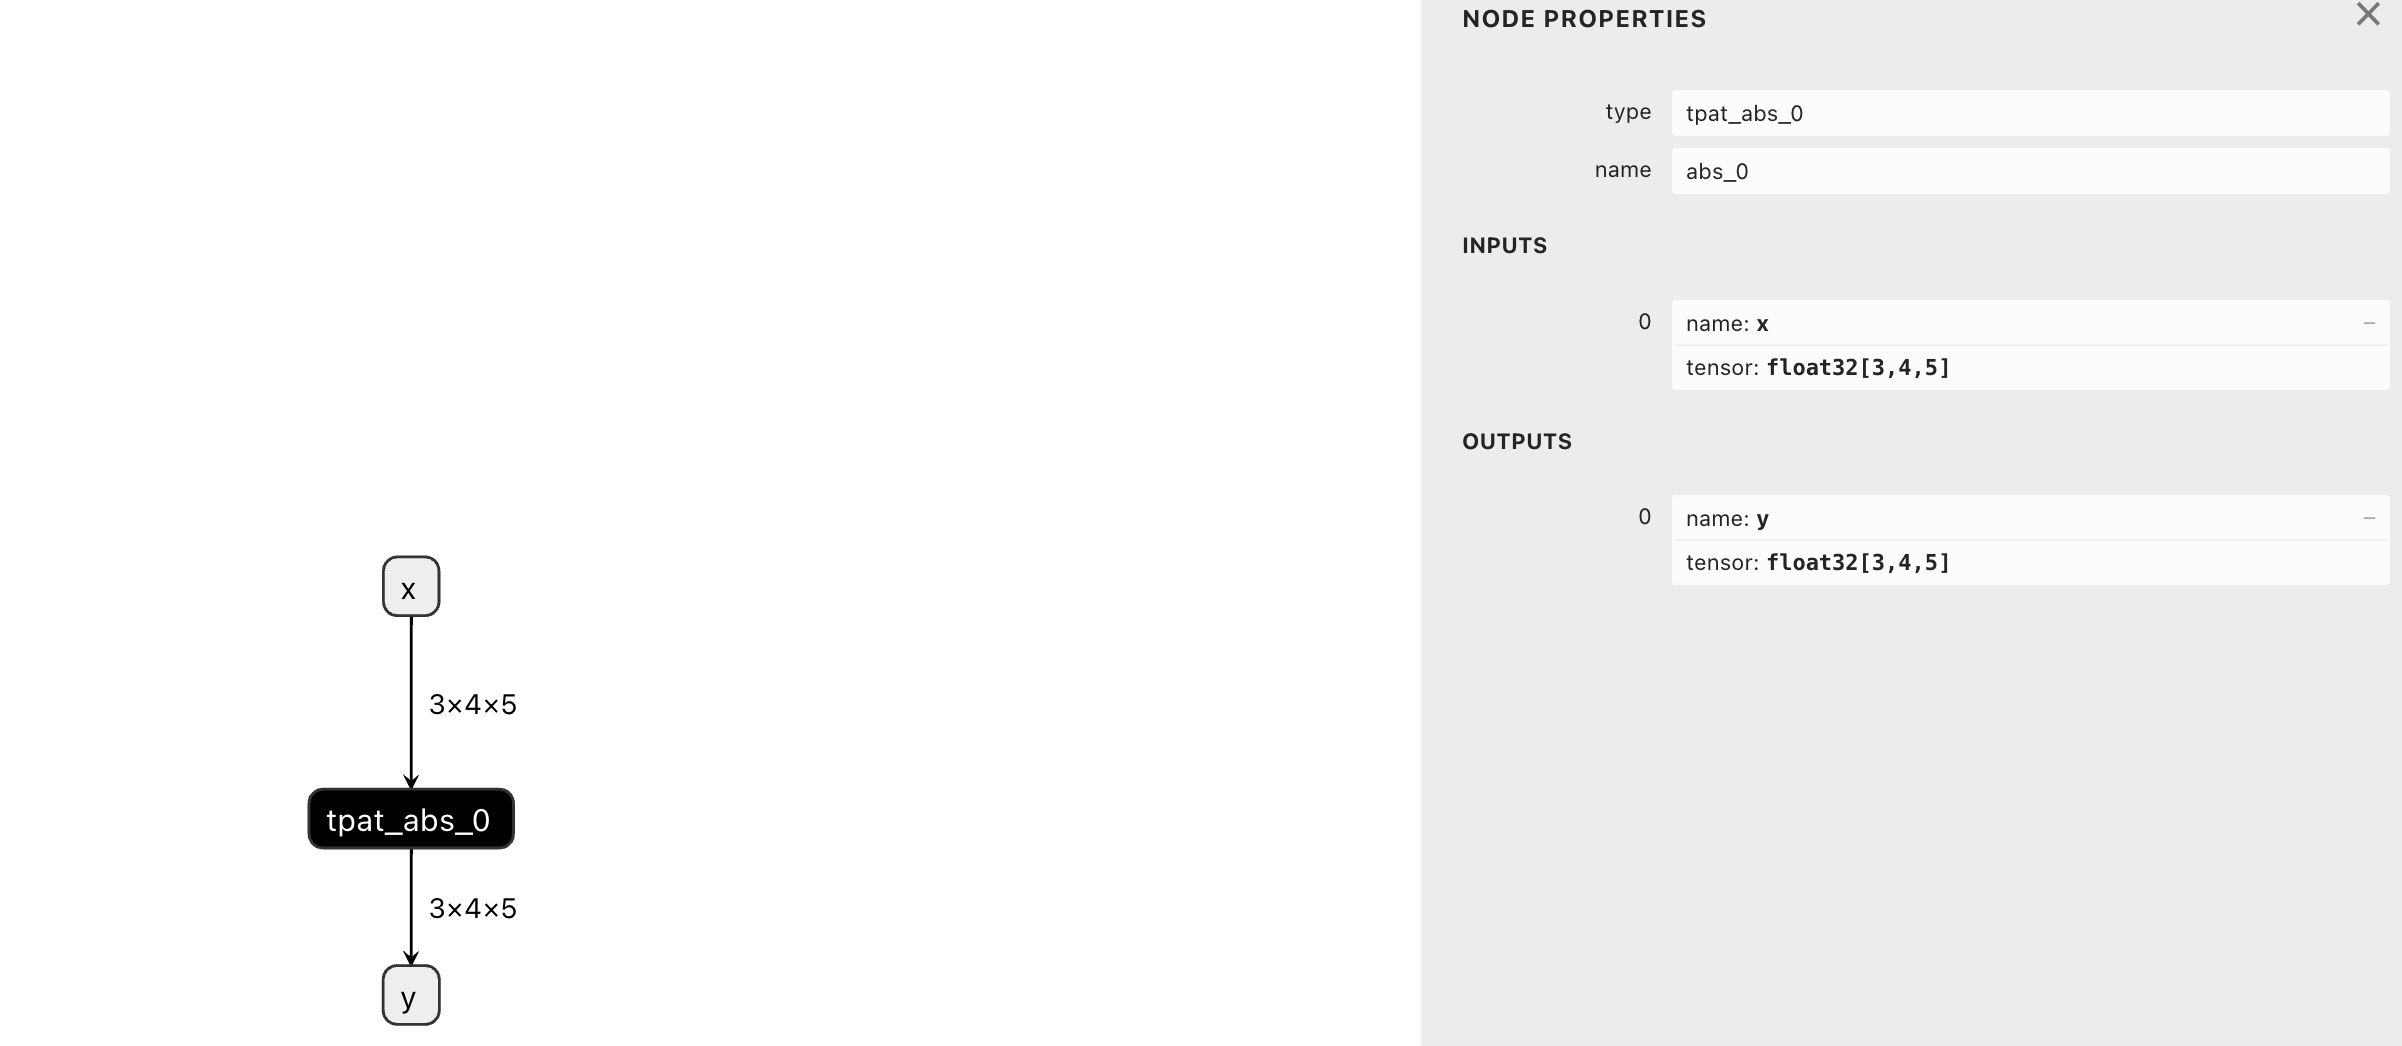 x
3×4×5
tpat_abs_0
3×4×5
y
NODE PROPERTIES
×
type
tpat_abs_0
name
abs_0
INPUTS
0
name: x
–
tensor: float32[3,4,5]
OUTPUTS
0
name: y
–
tensor: float32[3,4,5]